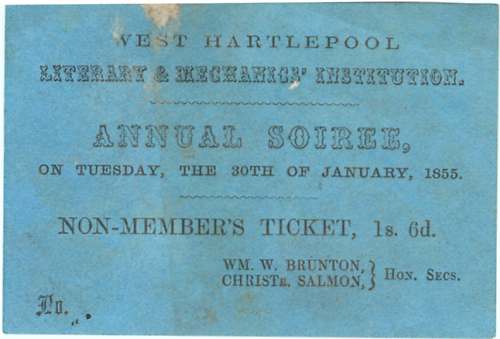 WEST HARTLEPOOL
LITERARY & MECHANICS' INSTITUTION.
ANNUAL SOIREE,
ON TUESDAY, THE 30TH OF JANUARY, 1855.
NON-MEMBER'S TICKET, 1s. 6d.
WM. W. BRUNTON,
CHRISTR. SALMON,
} HON. SECS.
No.